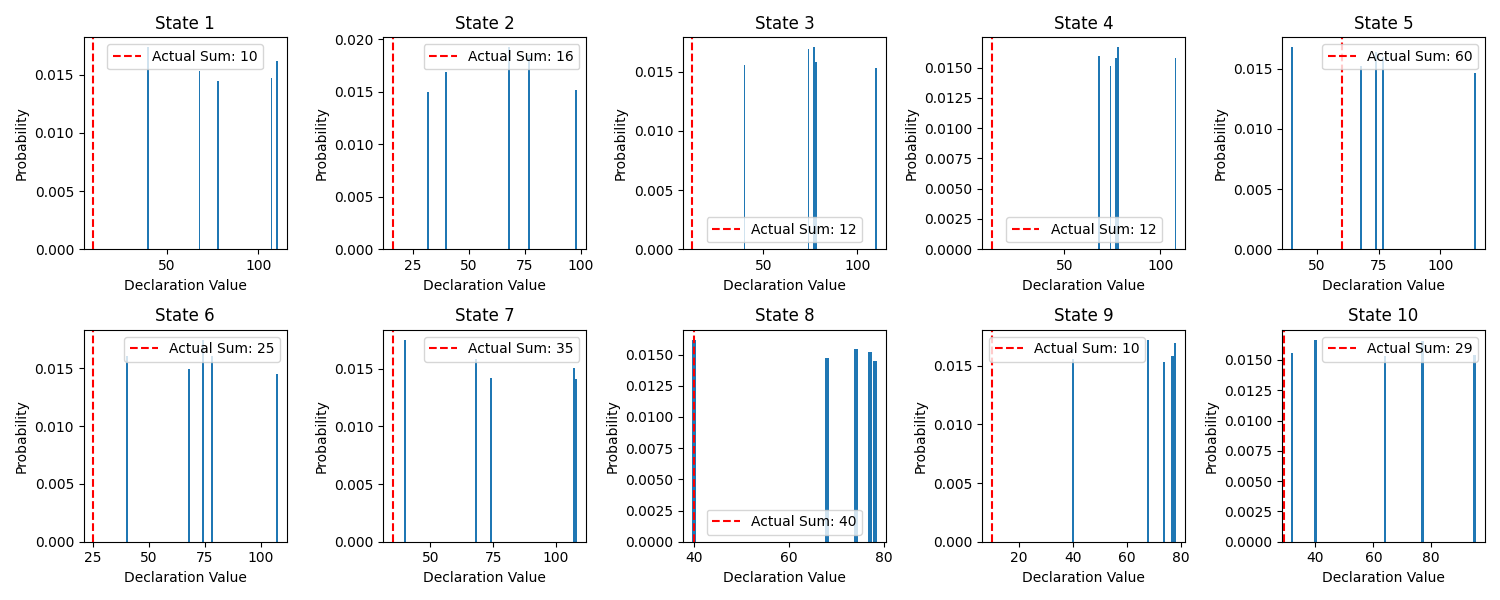 State 1
Probability
0.015
0.010
0.005
0.000
50
100
Declaration Value
Actual Sum: 10
State 2
Probability
0.020
0.015
0.010
0.005
0.000
25
50
75
100
Declaration Value
Actual Sum: 16
State 3
Probability
0.015
0.010
0.005
0.000
50
100
Declaration Value
Actual Sum: 12
State 4
Probability
0.0150
0.0125
0.0100
0.0075
0.0050
0.0025
0.0000
50
100
Declaration Value
Actual Sum: 12
State 5
Probability
0.015
0.010
0.005
0.000
50
75
100
Declaration Value
Actual Sum: 60
State 6
Probability
0.015
0.010
0.005
0.000
25
50
75
100
Declaration Value
Actual Sum: 25
State 7
Probability
0.015
0.010
0.005
0.000
50
75
100
Declaration Value
Actual Sum: 35
State 8
Probability
0.0150
0.0125
0.0100
0.0075
0.0050
0.0025
0.0000
40
60
80
Declaration Value
Actual Sum: 40
State 9
Probability
0.015
0.010
0.005
0.000
20
40
60
80
Declaration Value
Actual Sum: 10
State 10
Probability
0.0150
0.0125
0.0100
0.0075
0.0050
0.0025
0.0000
40
60
80
Declaration Value
Actual Sum: 29